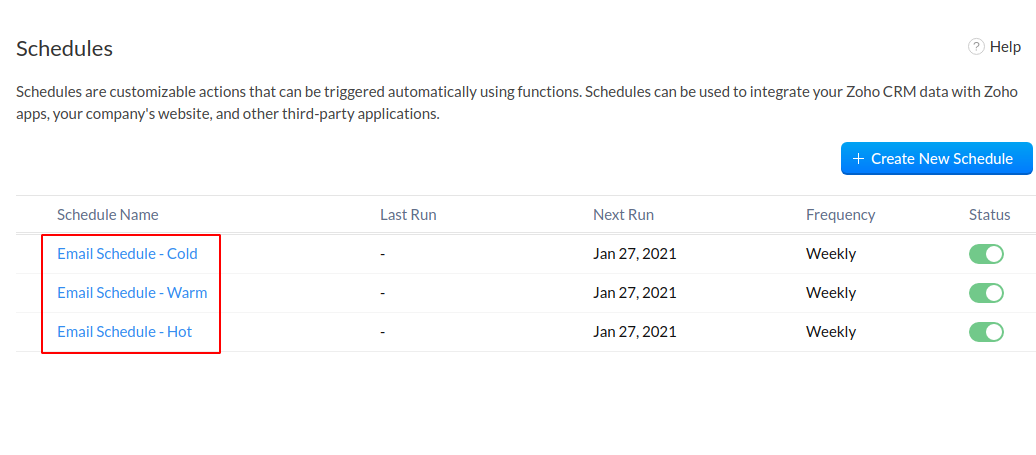 Schedules
? Help
Schedules are customizable actions that can be triggered automatically using functions. Schedules can be used to integrate your Zoho CRM data with Zoho
apps, your company's website, and other third-party applications.
+ Create New Schedule
Schedule Name Last Run Next Run Frequency Status
Email Schedule - Cold - Jan 27, 2021 Weekly
Email Schedule - Warm - Jan 27, 2021 Weekly
Email Schedule - Hot - Jan 27, 2021 Weekly